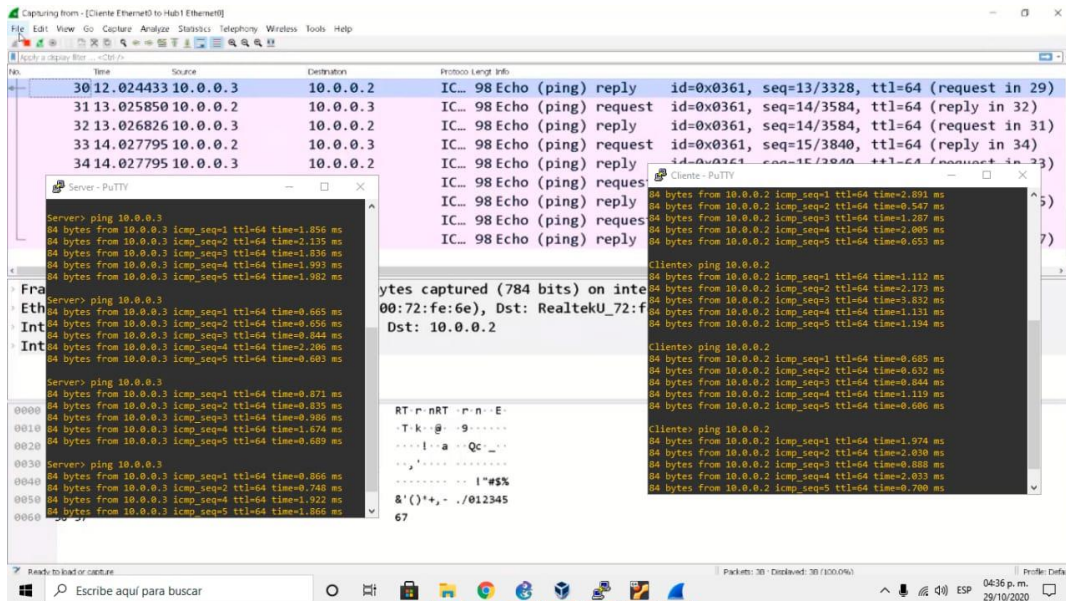 Capturing from - [Cliente Ethernet0 to Hub1 Ethernet0]
File Edit View Go Capture Analyze Statistics Telephony Wireless Tools Help
Apply a display filter ... <Ctrl-/>
No. Time Source Destination Protoco Lengt Info
30 12.024433 10.0.0.3 10.0.0.2 IC... 98 Echo (ping) reply id=0x0361, seq=13/3328, ttl=64 (request in 29)
31 13.025850 10.0.0.2 10.0.0.3 IC... 98 Echo (ping) request id=0x0361, seq=14/3584, ttl=64 (reply in 32)
32 13.026826 10.0.0.3 10.0.0.2 IC... 98 Echo (ping) reply id=0x0361, seq=14/3584, ttl=64 (request in 31)
33 14.027795 10.0.0.2 10.0.0.3 IC... 98 Echo (ping) request id=0x0361, seq=15/3840, ttl=64 (reply in 34)
34 14.027795 10.0.0.3 10.0.0.2 IC... 98 Echo (ping) reply id=0x0361, seq=15/3840, ttl=64 (request in 33)
IC... 98 Echo (ping) reques
IC... 98 Echo (ping) reply 5)
IC... 98 Echo (ping) reques
IC... 98 Echo (ping) reply 7)
Server - PuTTY
Server> ping 10.0.0.3
84 bytes from 10.0.0.3 icmp_seq=1 ttl=64 time=1.856 ms
84 bytes from 10.0.0.3 icmp_seq=2 ttl=64 time=2.135 ms
84 bytes from 10.0.0.3 icmp_seq=3 ttl=64 time=1.836 ms
84 bytes from 10.0.0.3 icmp_seq=4 ttl=64 time=1.993 ms
84 bytes from 10.0.0.3 icmp_seq=5 ttl=64 time=1.982 ms
Server> ping 10.0.0.3
84 bytes from 10.0.0.3 icmp_seq=1 ttl=64 time=0.665 ms
84 bytes from 10.0.0.3 icmp_seq=2 ttl=64 time=0.656 ms
84 bytes from 10.0.0.3 icmp_seq=3 ttl=64 time=0.844 ms
84 bytes from 10.0.0.3 icmp_seq=4 ttl=64 time=2.206 ms
84 bytes from 10.0.0.3 icmp_seq=5 ttl=64 time=0.603 ms
Server> ping 10.0.0.3
84 bytes from 10.0.0.3 icmp_seq=1 ttl=64 time=0.871 ms
84 bytes from 10.0.0.3 icmp_seq=2 ttl=64 time=0.835 ms
84 bytes from 10.0.0.3 icmp_seq=3 ttl=64 time=0.986 ms
84 bytes from 10.0.0.3 icmp_seq=4 ttl=64 time=1.674 ms
84 bytes from 10.0.0.3 icmp_seq=5 ttl=64 time=0.689 ms
Server> ping 10.0.0.3
84 bytes from 10.0.0.3 icmp_seq=1 ttl=64 time=0.866 ms
84 bytes from 10.0.0.3 icmp_seq=2 ttl=64 time=0.748 ms
84 bytes from 10.0.0.3 icmp_seq=4 ttl=64 time=1.922 ms
84 bytes from 10.0.0.3 icmp_seq=5 ttl=64 time=1.866 ms
Cliente - PuTTY
84 bytes from 10.0.0.2 icmp_seq=1 ttl=64 time=2.891 ms
84 bytes from 10.0.0.2 icmp_seq=2 ttl=64 time=0.547 ms
84 bytes from 10.0.0.2 icmp_seq=3 ttl=64 time=1.287 ms
84 bytes from 10.0.0.2 icmp_seq=4 ttl=64 time=2.005 ms
84 bytes from 10.0.0.2 icmp_seq=5 ttl=64 time=0.653 ms
Cliente> ping 10.0.0.2
84 bytes from 10.0.0.2 icmp_seq=1 ttl=64 time=1.112 ms
84 bytes from 10.0.0.2 icmp_seq=2 ttl=64 time=2.173 ms
84 bytes from 10.0.0.2 icmp_seq=3 ttl=64 time=3.832 ms
84 bytes from 10.0.0.2 icmp_seq=4 ttl=64 time=1.131 ms
84 bytes from 10.0.0.2 icmp_seq=5 ttl=64 time=1.194 ms
Cliente> ping 10.0.0.2
84 bytes from 10.0.0.2 icmp_seq=1 ttl=64 time=0.685 ms
84 bytes from 10.0.0.2 icmp_seq=2 ttl=64 time=0.632 ms
84 bytes from 10.0.0.2 icmp_seq=3 ttl=64 time=0.844 ms
84 bytes from 10.0.0.2 icmp_seq=4 ttl=64 time=1.119 ms
84 bytes from 10.0.0.2 icmp_seq=5 ttl=64 time=0.606 ms
Cliente> ping 10.0.0.2
84 bytes from 10.0.0.2 icmp_seq=1 ttl=64 time=1.974 ms
84 bytes from 10.0.0.2 icmp_seq=2 ttl=64 time=2.030 ms
84 bytes from 10.0.0.2 icmp_seq=3 ttl=64 time=0.888 ms
84 bytes from 10.0.0.2 icmp_seq=4 ttl=64 time=2.033 ms
84 bytes from 10.0.0.2 icmp_seq=5 ttl=64 time=0.700 ms
Fra ytes captured (784 bits) on inte
Eth 00:72:fe:6e), Dst: RealtekU_72:f
Int Dst: 10.0.0.2
Int
0000 RT·r·nRT ·r·n··E·
0010 ·T·k··@· ·9······
0020 ····!··a ··Qc·_··
0030 ··,'···· ········
0040 ········ ·· !"#$%
0050 &'()*+,- ./012345
0060 67
Ready to load or capture Packets: 38 · Displayed: 38 (100.0%) Profile: Defa
Escribe aquí para buscar
ESP 04:36 p. m.
29/10/2020